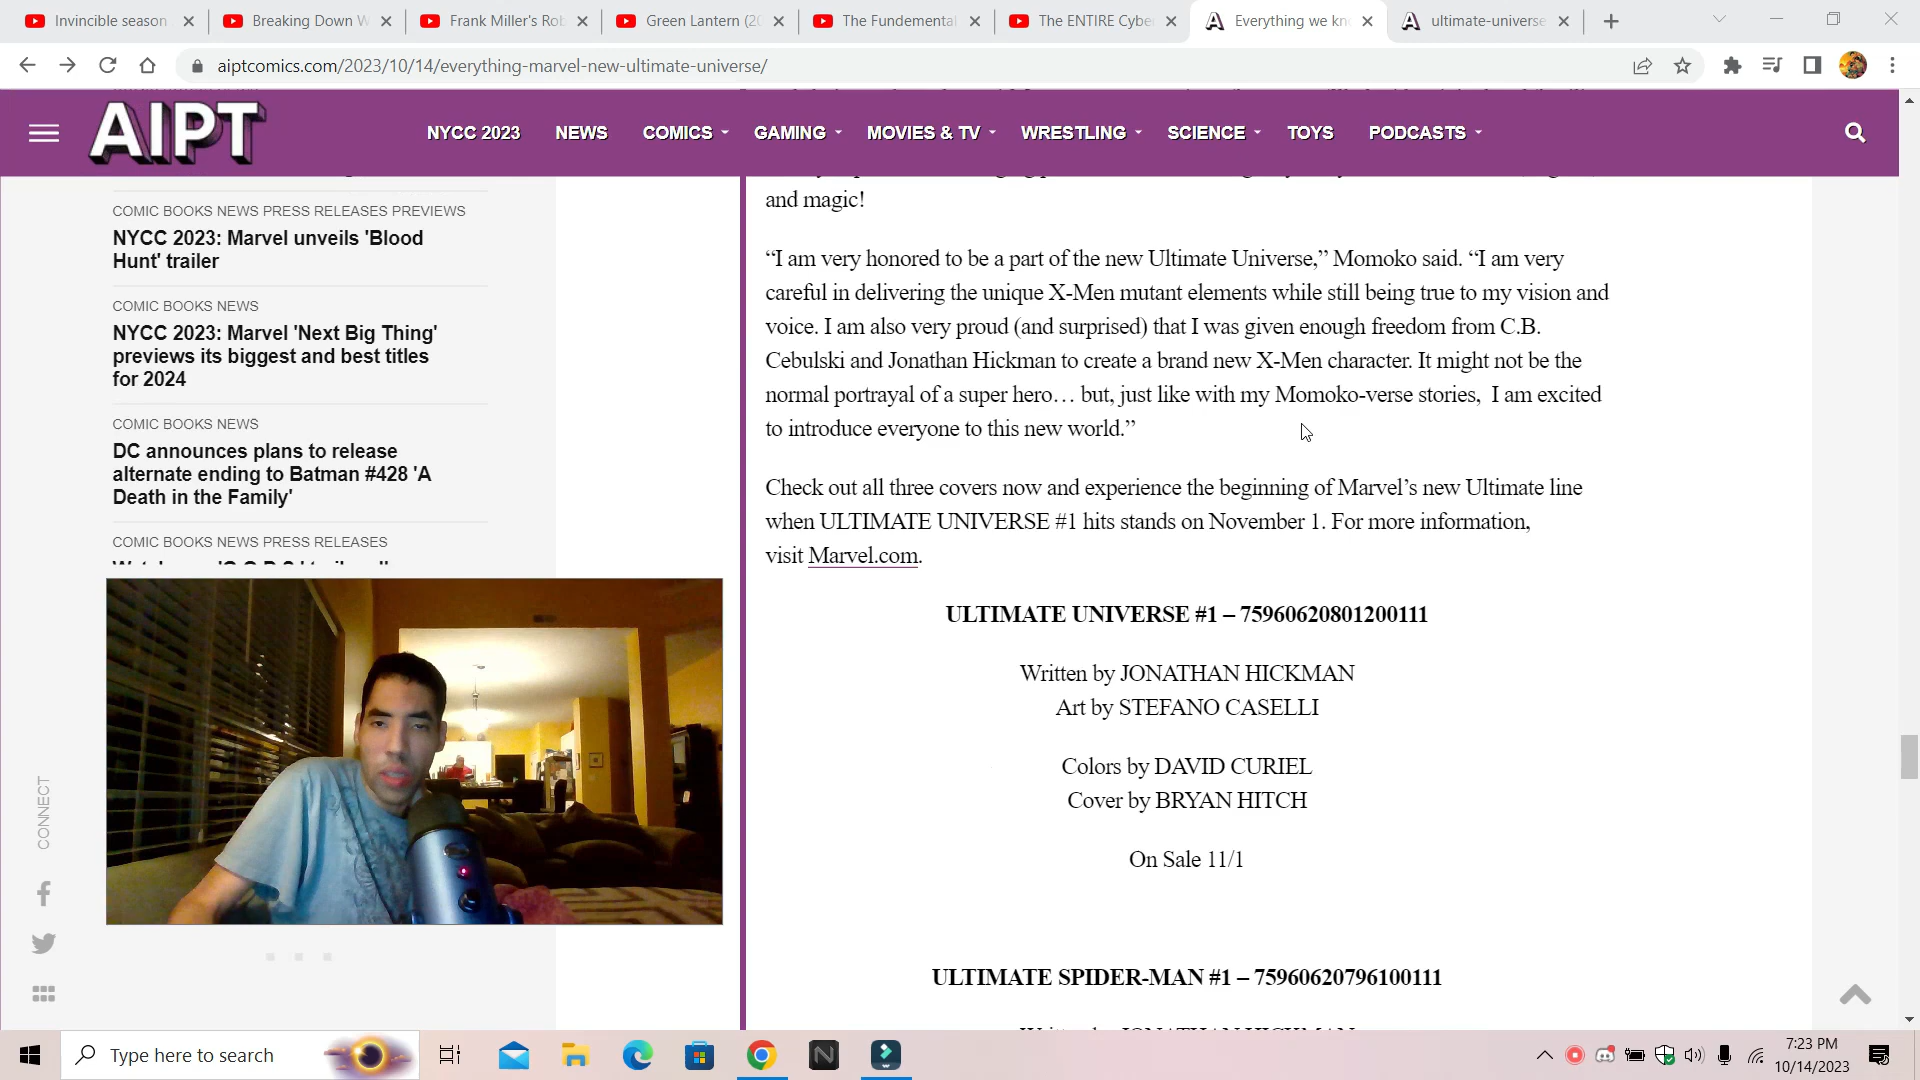 Invincible season
Breaking Down W
Frank Miller's Rob
Green Lantern (20
The Fundemental
The ENTIRE Cyber
Everything we kn
ultimate-universe
aiptcomics.com/2023/10/14/everything-marvel-new-ultimate-universe/
AIPT
NYCC 2023 NEWS COMICS GAMING MOVIES & TV WRESTLING SCIENCE TOYS PODCASTS
COMIC BOOKS NEWS PRESS RELEASES PREVIEWS
NYCC 2023: Marvel unveils 'Blood
Hunt' trailer
COMIC BOOKS NEWS
NYCC 2023: Marvel 'Next Big Thing'
previews its biggest and best titles
for 2024
COMIC BOOKS NEWS
DC announces plans to release
alternate ending to Batman #428 'A
Death in the Family'
COMIC BOOKS NEWS PRESS RELEASES
CONNECT
and magic!
“I am very honored to be a part of the new Ultimate Universe,” Momoko said. “I am very
careful in delivering the unique X-Men mutant elements while still being true to my vision and
voice. I am also very proud (and surprised) that I was given enough freedom from C.B.
Cebulski and Jonathan Hickman to create a brand new X-Men character. It might not be the
normal portrayal of a super hero… but, just like with my Momoko-verse stories, I am excited
to introduce everyone to this new world.”
Check out all three covers now and experience the beginning of Marvel’s new Ultimate line
when ULTIMATE UNIVERSE #1 hits stands on November 1. For more information,
visit Marvel.com.
ULTIMATE UNIVERSE #1 – 75960620801200111
Written by JONATHAN HICKMAN
Art by STEFANO CASELLI
Colors by DAVID CURIEL
Cover by BRYAN HITCH
On Sale 11/1
ULTIMATE SPIDER-MAN #1 – 75960620796100111
Written by JONATHAN HICKMAN
Type here to search
7:23 PM
10/14/2023